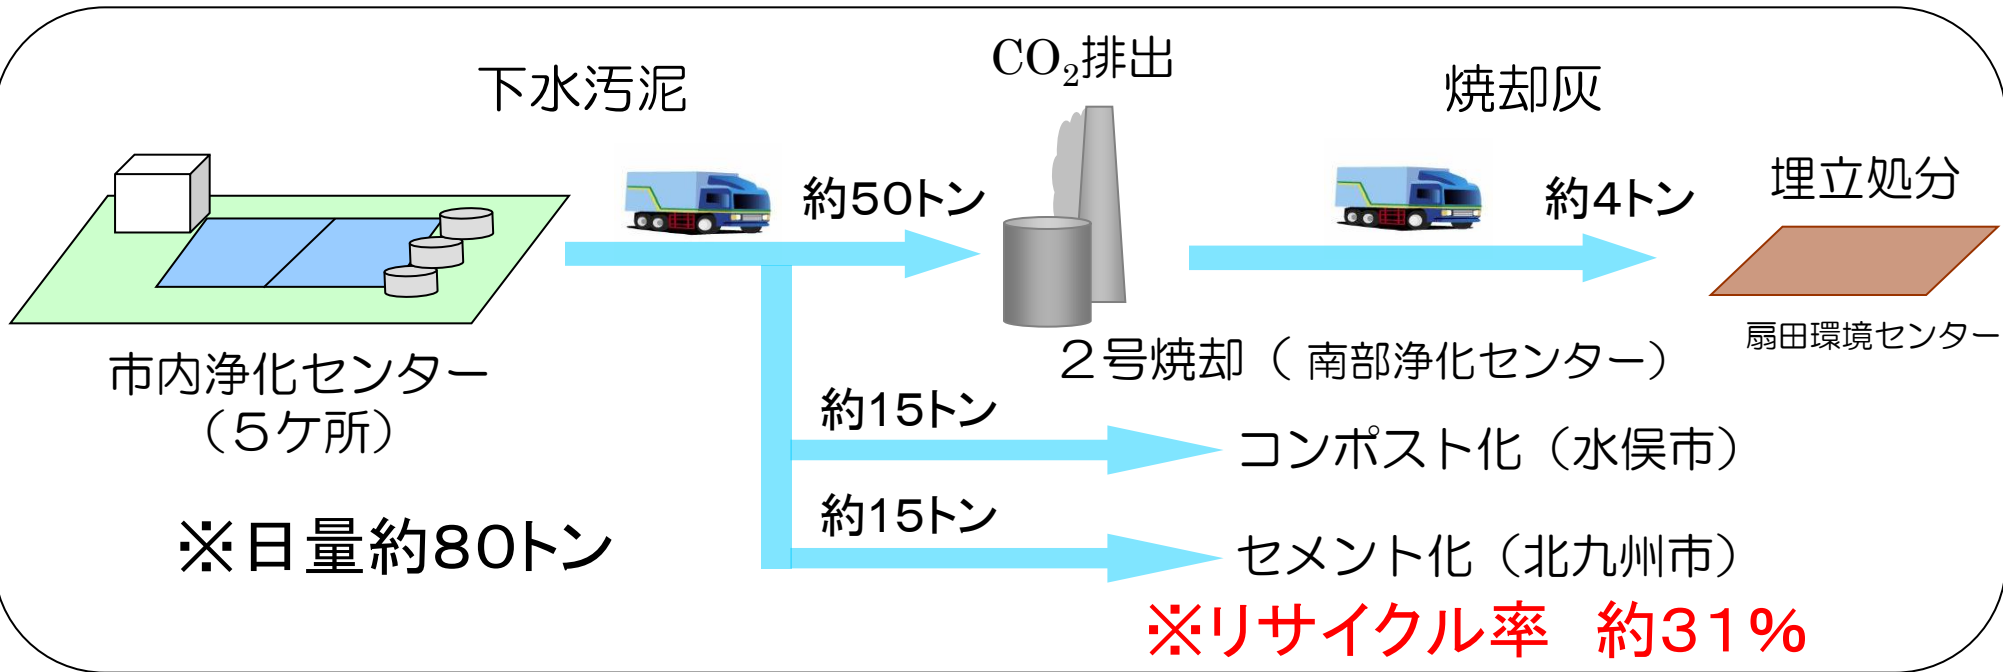 下水汚泥
CO₂排出
焼却灰
約50トン
約4トン
埋立処分
扇田環境センター
2号焼却（ 南部浄化センター）
市内浄化センター
（5ケ所）
約15トン
コンポスト化（水俣市）
約15トン
セメント化（北九州市）
※日量約80トン
※リサイクル率　約31%